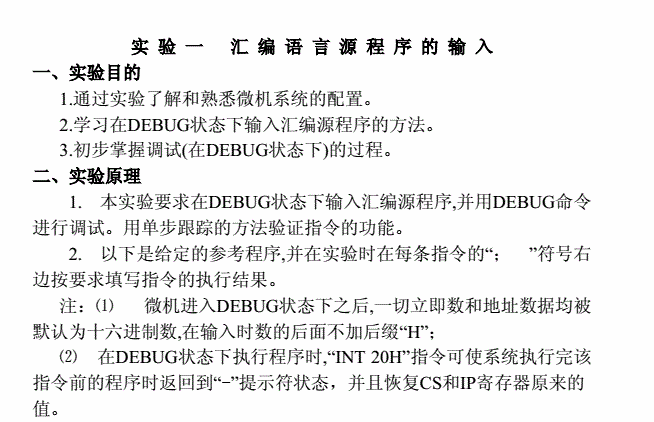 实 验 一 汇 编 语 言 源 程 序 的 输 入
一、实验目的
1.通过实验了解和熟悉微机系统的配置。
2.学习在DEBUG状态下输入汇编源程序的方法。
3.初步掌握调试(在DEBUG状态下)的过程。
二、实验原理
1. 本实验要求在DEBUG状态下输入汇编源程序,并用DEBUG命令
进行调试。用单步跟踪的方法验证指令的功能。
2. 以下是给定的参考程序,并在实验时在每条指令的“； ”符号右
边按要求填写指令的执行结果。
注：⑴ 微机进入DEBUG状态下之后,一切立即数和地址数据均被
默认为十六进制数,在输入时数的后面不加后缀“H”；
⑵ 在DEBUG状态下执行程序时,“INT 20H”指令可使系统执行完该
指令前的程序时返回到“−”提示符状态，并且恢复CS和IP寄存器原来的
值。